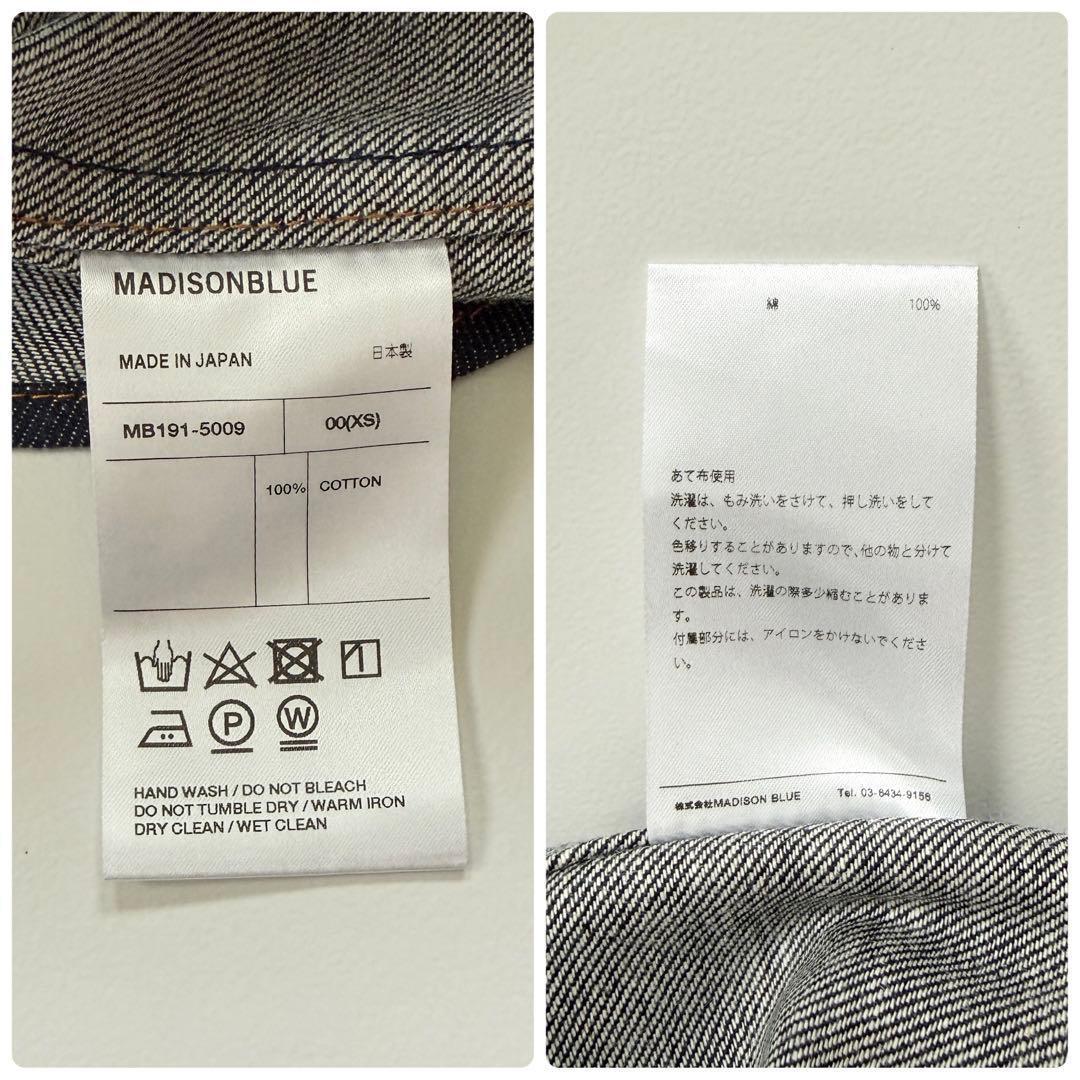 MADISONBLUE
MADE IN JAPAN 日本製
MB191-5009 00(XS)
100% COTTON
P W
HAND WASH / DO NOT BLEACH
DO NOT TUMBLE DRY / WARM IRON
DRY CLEAN / WET CLEAN
綿 100%
あて布使用
洗濯は、もみ洗いをさけて、押し洗いをして
ください。
色移りすることがありますので、他の物と分けて
洗濯してください。
この製品は、洗濯の際多少縮むことがありま
す。
付属部分には、アイロンをかけないでくださ
い。
株式会社MADISON BLUE Tel. 03-6434-9156